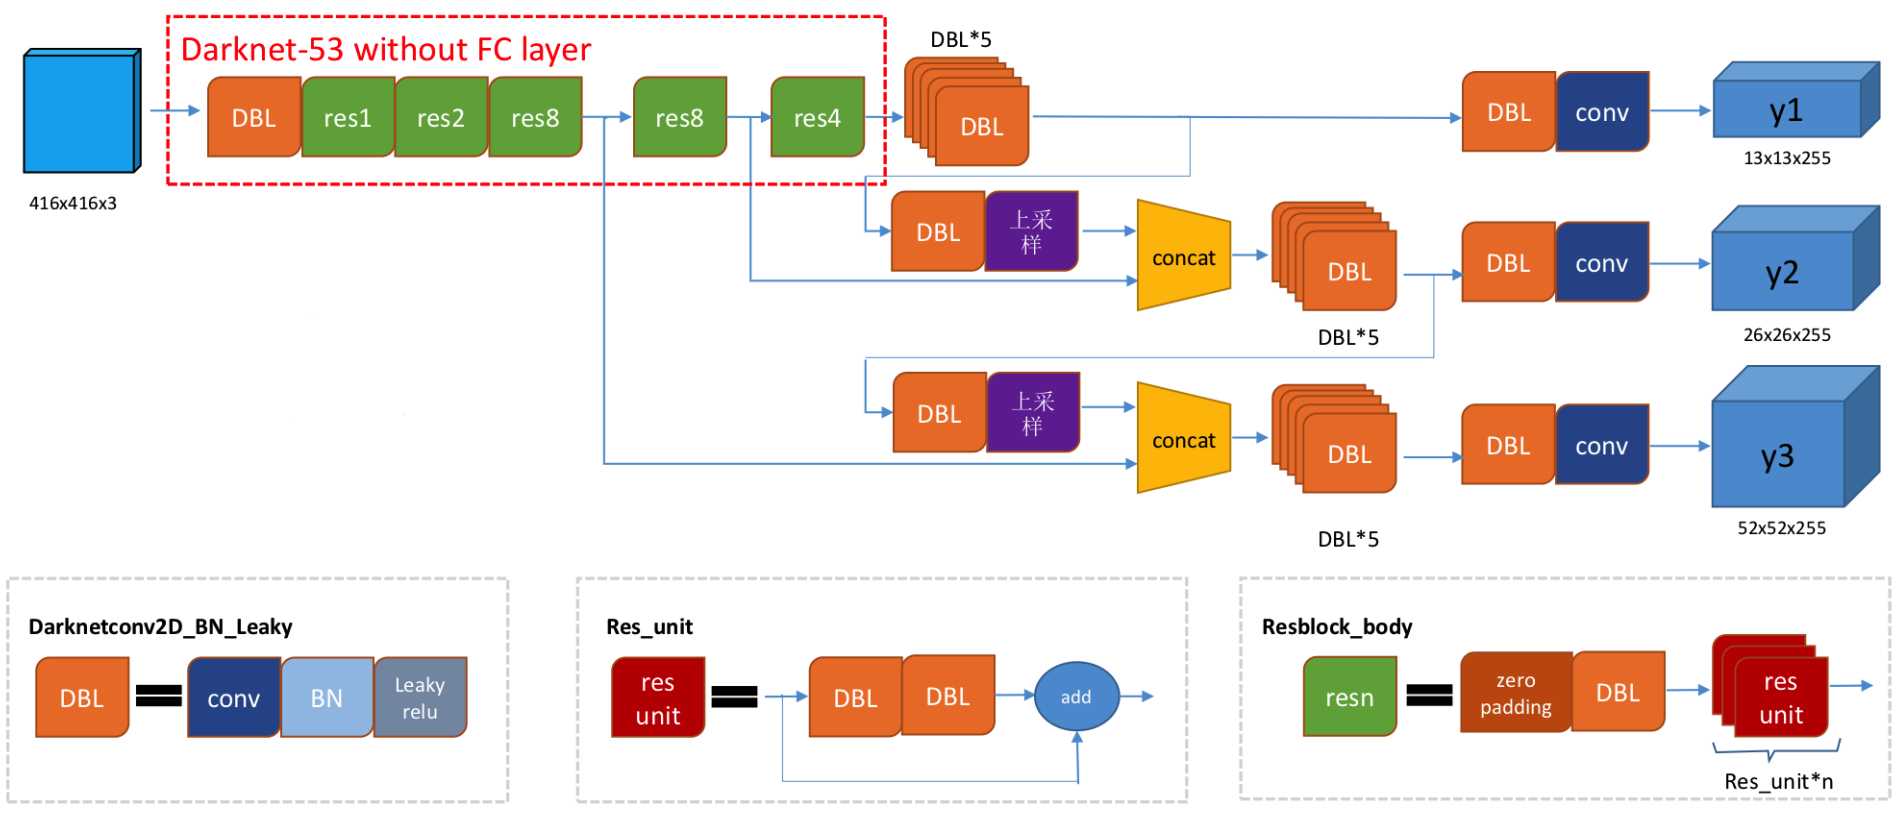 Darknet-53 without FC layer
DBL*5
DBL
res1
res2
res8
res8
res4
DBL
DBL
conv
y1
13x13x255
416x416x3
DBL
上采
样
concat
DBL
DBL
conv
y2
DBL*5
26x26x255
DBL
上采
样
concat
DBL
DBL
conv
y3
DBL*5
52x52x255
Darknetconv2D_BN_Leaky
DBL
conv
BN
Leaky
relu
Res_unit
res
unit
DBL
DBL
add
Resblock_body
resn
zero
padding
DBL
res
unit
Res_unit*n